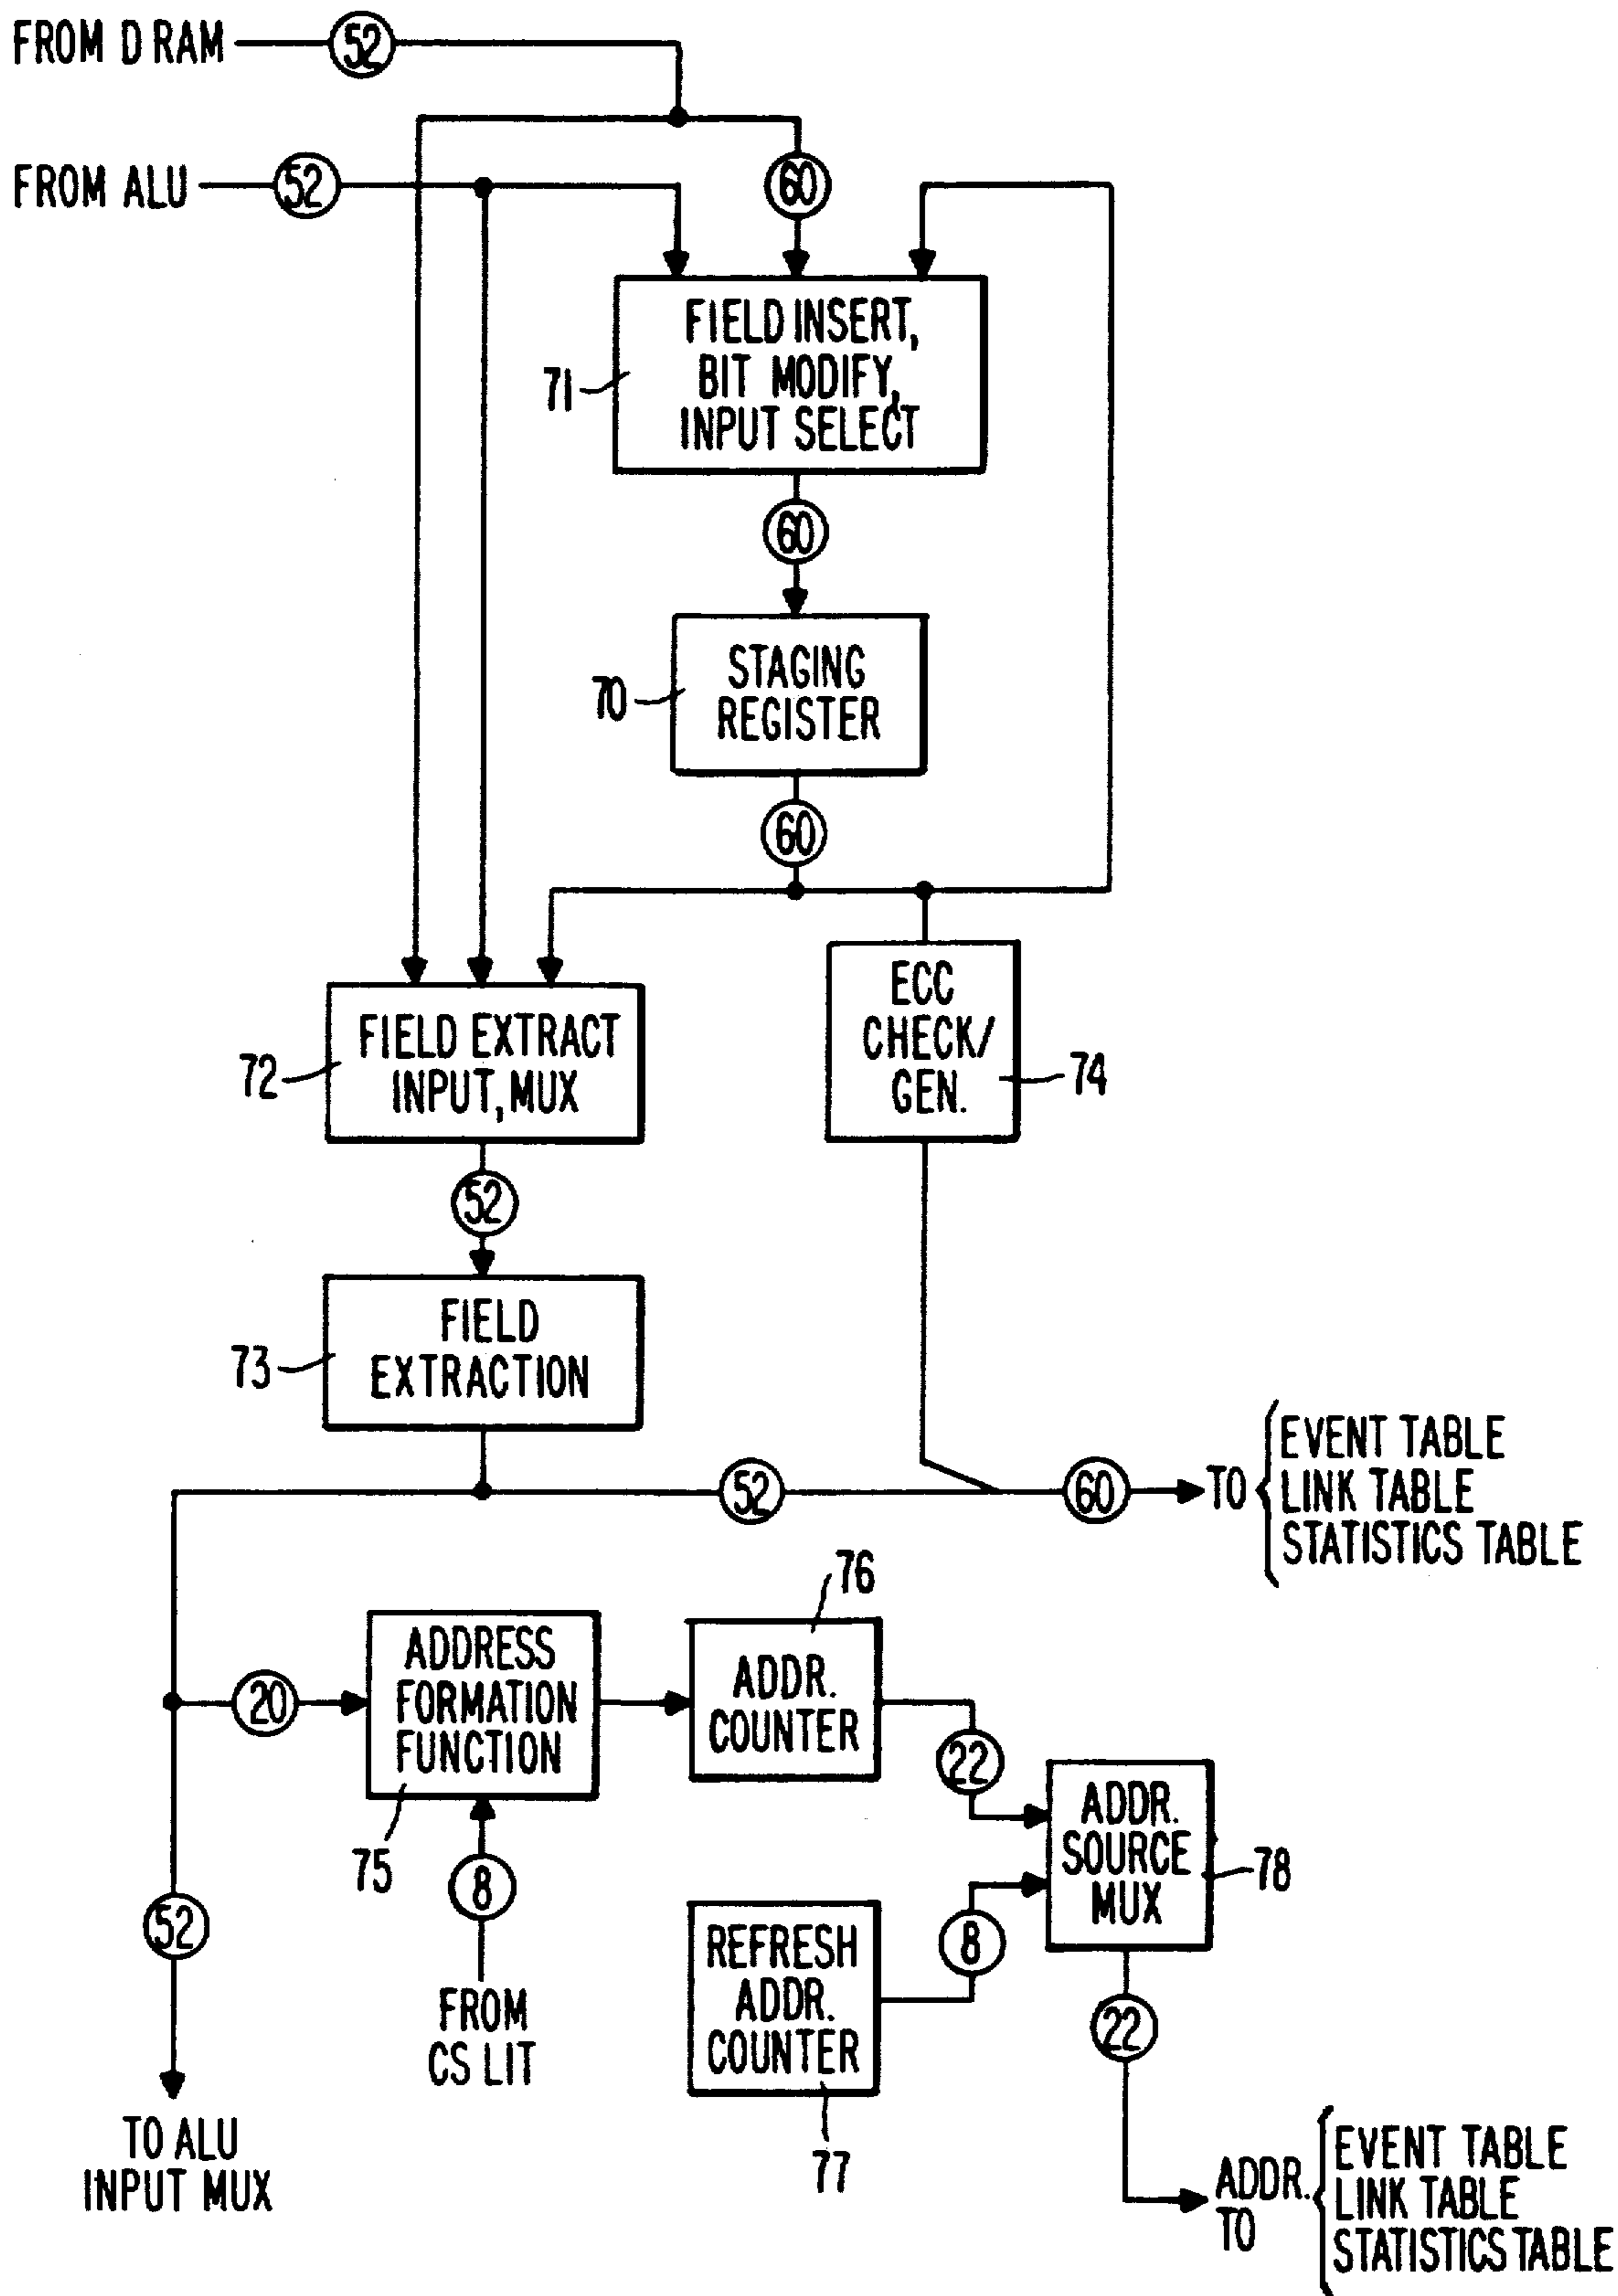 FROM D RAM
52
FROM ALU
52
60
FIELD INSERT,
BIT MODIFY,
INPUT SELECT
71
60
STAGING
REGISTER
70
60
FIELD EXTRACT
INPUT, MUX
72
ECC
CHECK/
GEN.
74
52
FIELD
EXTRACTION
73
52
60
TO
EVENT TABLE
LINK TABLE
STATISTICS TABLE
20
ADDRESS
FORMATION
FUNCTION
75
76
ADDR.
COUNTER
22
ADDR.
SOURCE
MUX
78
52
8
FROM
CS LIT
REFRESH
ADDR.
COUNTER
77
8
22
TO ALU
INPUT MUX
ADDR.
TO
EVENT TABLE
LINK TABLE
STATISTICS TABLE